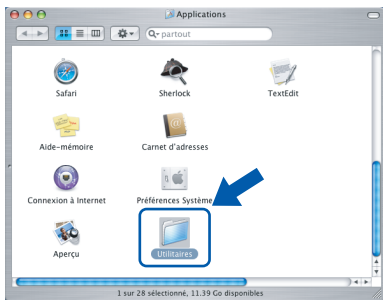 Applications
partout
Safari
Sherlock
TextEdit
Aide-mémoire
Carnet d'adresses
Connexion à Internet
Préférences Système
Aperçu
Utilitaires
1 sur 28 sélectionné, 11.39 Go disponibles